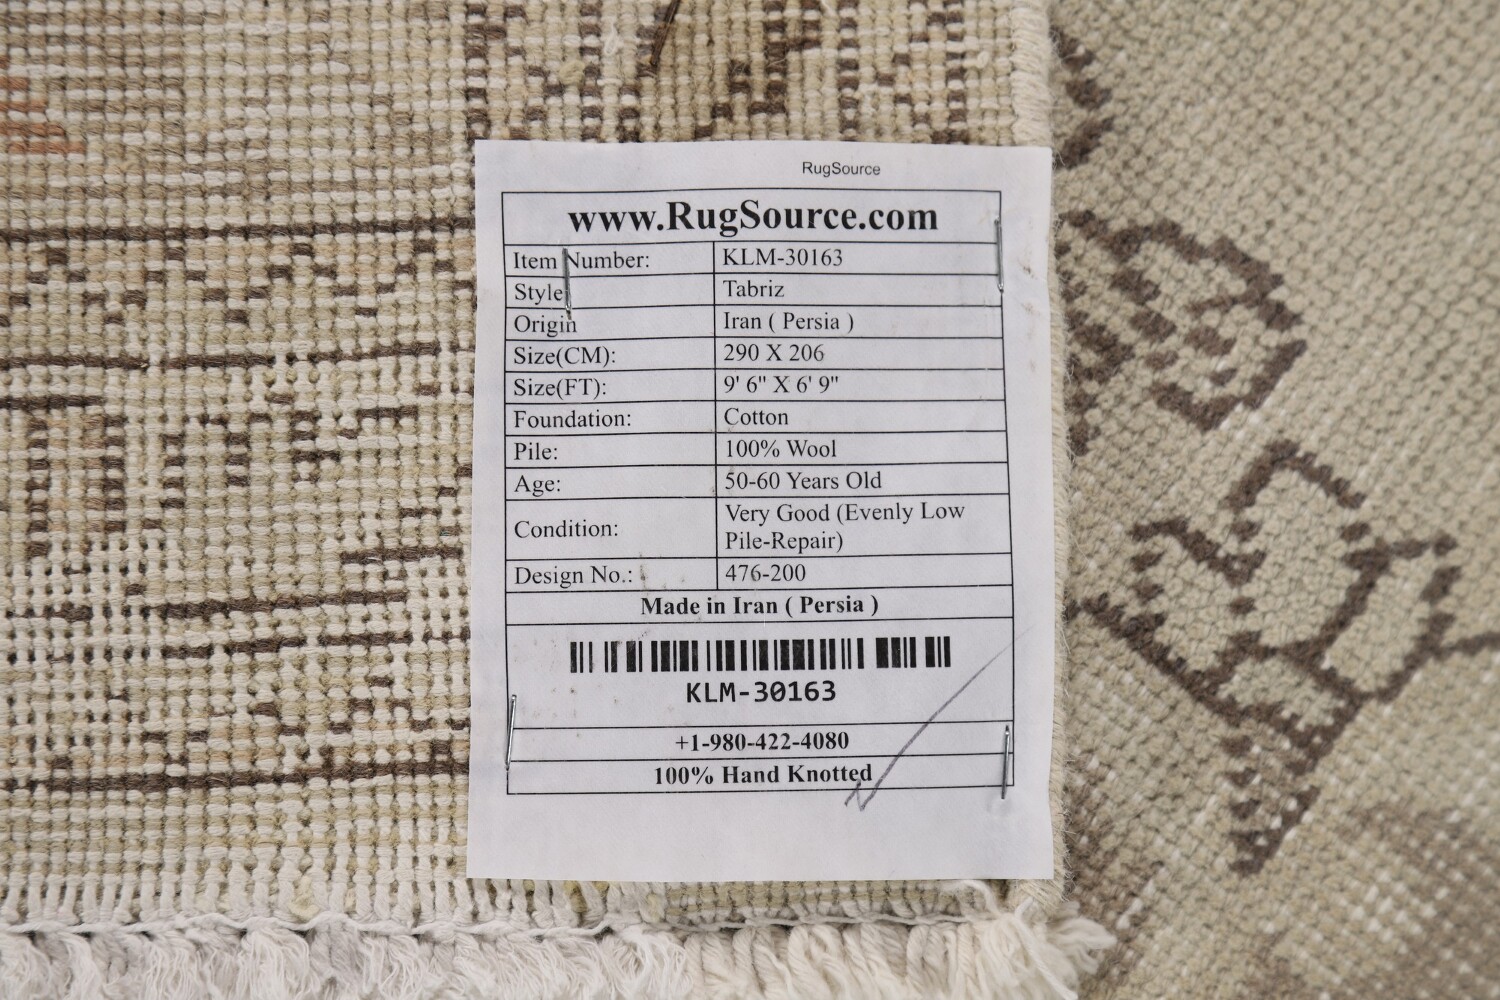 RugSource
www.RugSource.com
Item Number: KLM-30163
Style Tabriz
Origin Iran ( Persia )
Size(CM): 290 X 206
Size(FT): 9' 6" X 6' 9"
Foundation: Cotton
Pile: 100% Wool
Age: 50-60 Years Old
Condition: Very Good (Evenly Low
Pile-Repair)
Design No.: 476-200
Made in Iran ( Persia )
KLM-30163
+1-980-422-4080
100% Hand Knotted